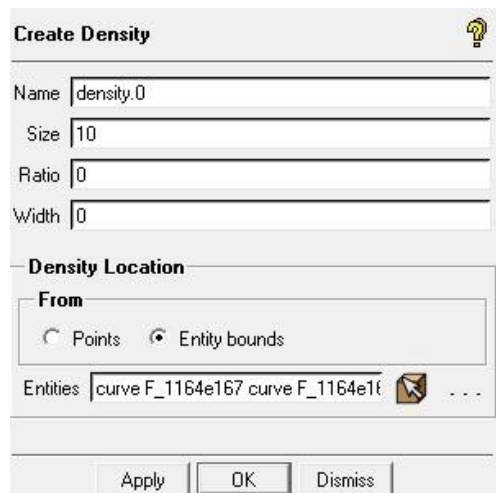 Create Density
Name density.0
Size 10
Ratio 0
Width 0
Density Location
From
Points Entity bounds
Entities curve F_1164e167 curve F_1164e16 ...
Apply OK Dismiss